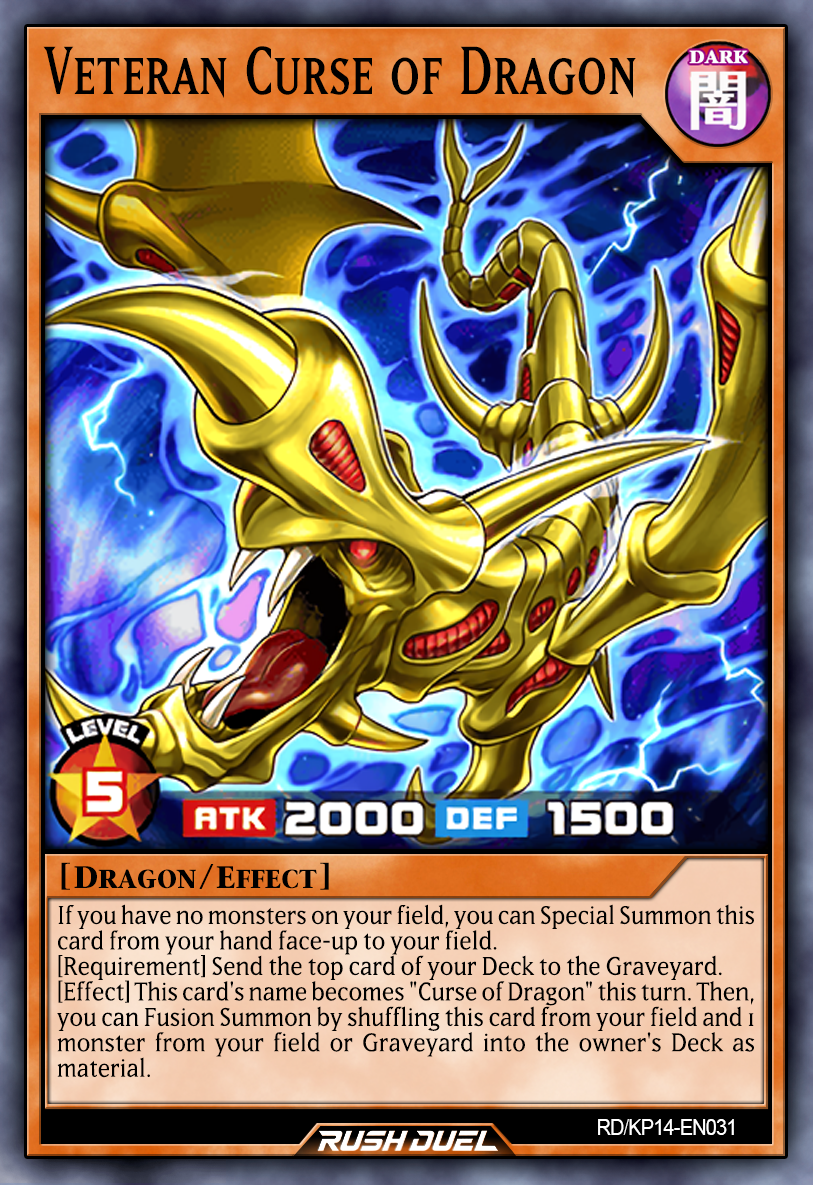 Veteran Curse of Dragon
DARK
闇
LEVEL
5
ATK 2000 DEF 1500
[Dragon/Effect]
If you have no monsters on your field, you can Special Summon this
card from your hand face-up to your field.
[Requirement] Send the top card of your Deck to the Graveyard.
[Effect] This card's name becomes "Curse of Dragon" this turn. Then,
you can Fusion Summon by shuffling this card from your field and 1
monster from your field or Graveyard into the owner's Deck as
material.
RD/KP14-EN031
RUSH DUEL